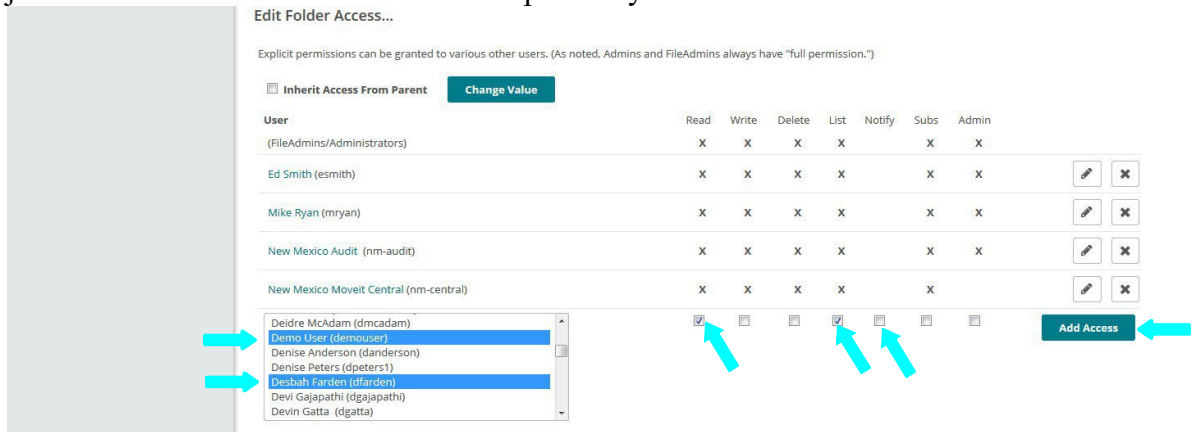 Edit Folder Access...
Explicit permissions can be granted to various other users. (As noted, Admins and FileAdmins always have "full permission.")
Inherit Access From Parent Change Value
User Read Write Delete List Notify Subs Admin
(FileAdmins/Administrators) X X X X X X
Ed Smith (esmith) X X X X X X
Mike Ryan (mryan) X X X X X X
New Mexico Audit (nm-audit) X X X X X X
New Mexico Moveit Central (nm-central) X X X X X
Deidre McAdam (dmcadam)
Demo User (demouser) Add Access
Denise Anderson (danderson)
Denise Peters (dpeters1)
Desbah Farden (dfarden)
Devi Gajapathi (dgajapathi)
Devin Gatta (dgatta)